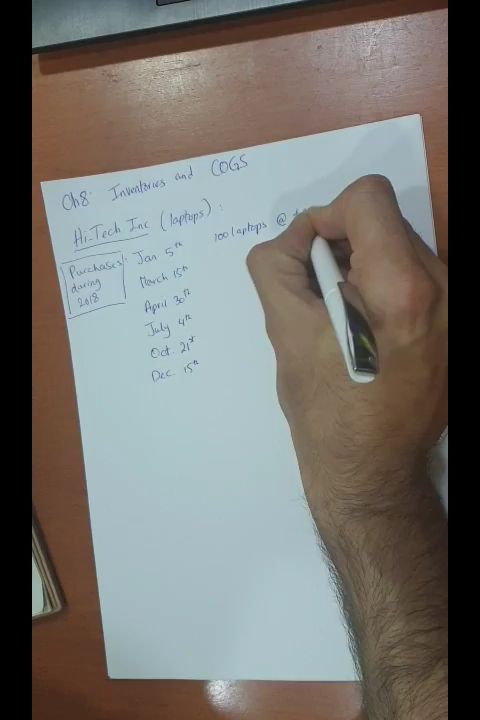 Ch8: Inventories and COGS
Hi-Tech Inc (laptops) :
Purchases : Jan 5th 100 laptops @
during March 15th
2018 April 30th
July 4th
Oct. 21st
Dec. 15th